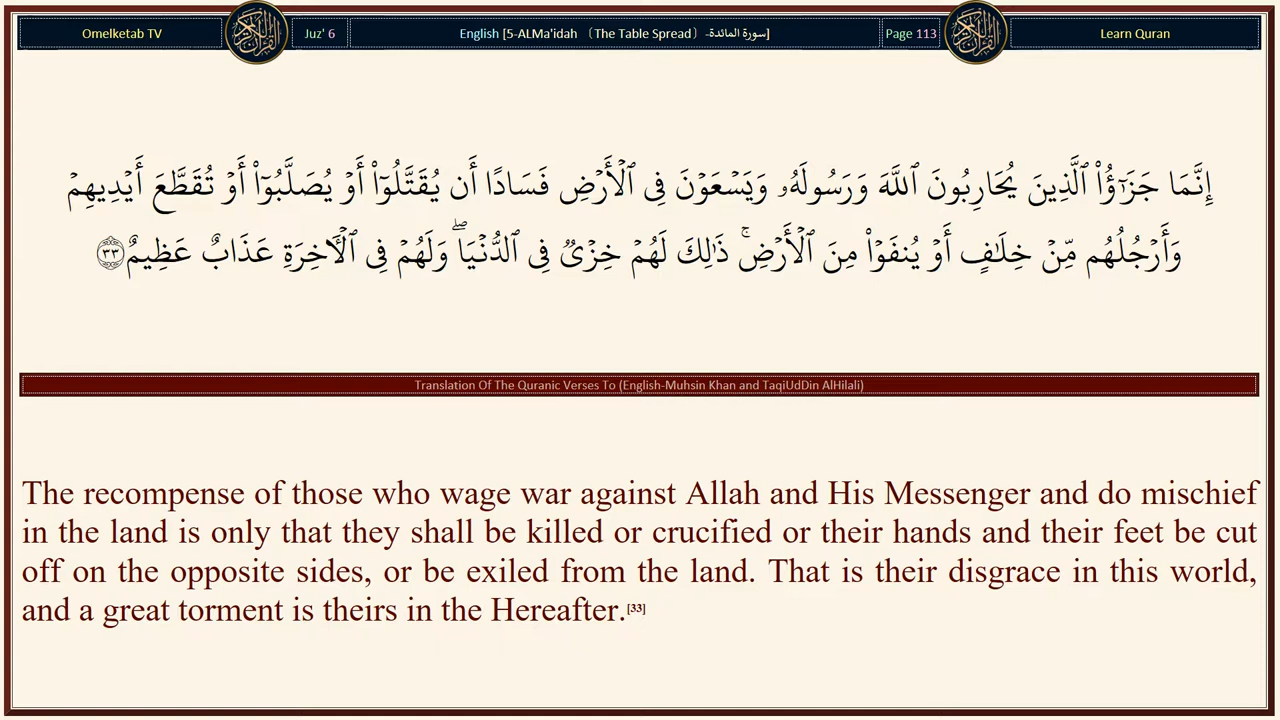 Omelketab TV
Juz' 6
English [5-ALMa'idah (The Table Spread) -سورة المائدة]
Page 113
Learn Quran
إِنَّمَا جَزَـٰٓؤُا۟ ٱلَّذِينَ يُحَارِبُونَ ٱللَّهَ وَرَسُولَهُۥ وَيَسۡعَوۡنَ فِى ٱلۡأَرۡضِ فَسَادًا أَن يُقَتَّلُوٓا۟ أَوۡ يُصَلَّبُوٓا۟ أَوۡ تُقَطَّعَ أَيۡدِيهِمۡ
وَأَرۡجُلُهُم مِّنۡ خِلَـٰفٍ أَوۡ يُنفَوۡا۟ مِنَ ٱلۡأَرۡضِۚ ذَٲلِكَ لَهُمۡ خِزۡىٌ۬ فِى ٱلدُّنۡيَا‌ۖ وَلَهُمۡ فِى ٱلۡأَخِرَةِ عَذَابٌ عَظِيمٌ ٣٣
Translation Of The Quranic Verses To (English-Muhsin Khan and TaqiUdDin AlHilali)
The recompense of those who wage war against Allah and His Messenger and do mischief
in the land is only that they shall be killed or crucified or their hands and their feet be cut
off on the opposite sides, or be exiled from the land. That is their disgrace in this world,
and a great torment is theirs in the Hereafter.[33]